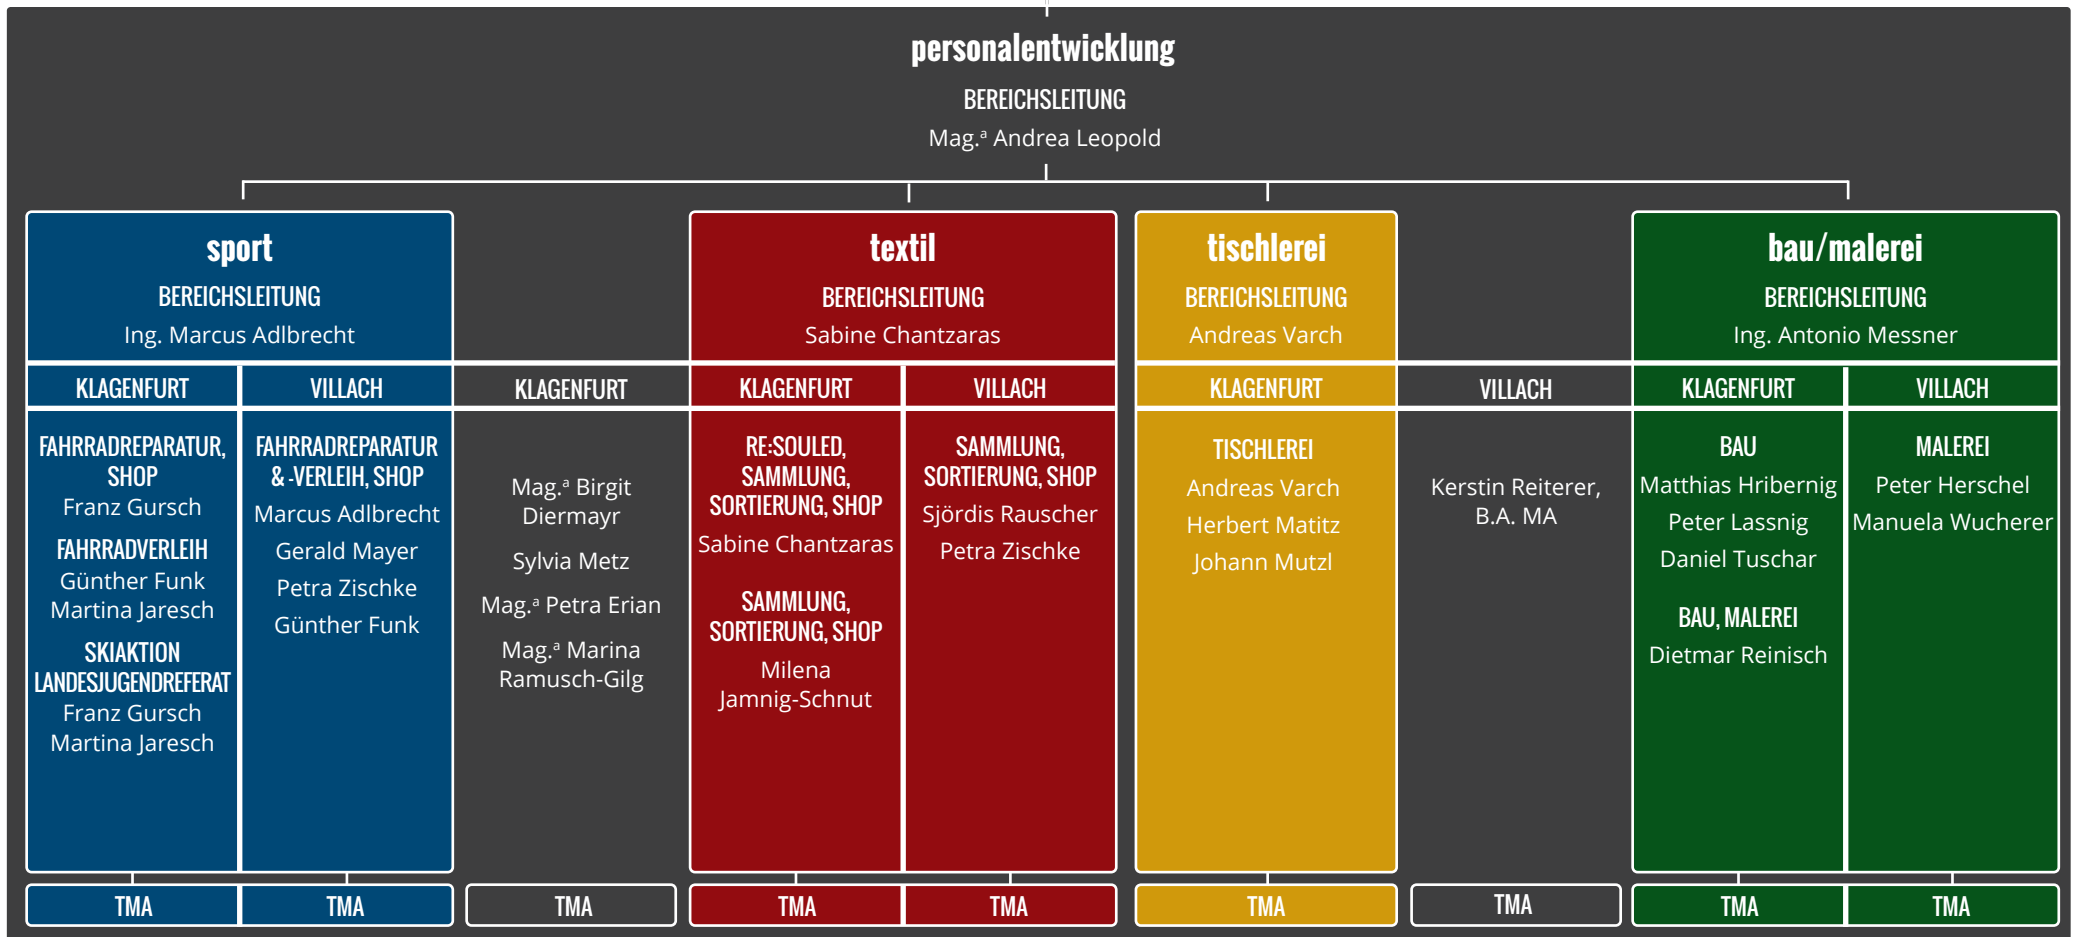 personalentwicklung
BEREICHSLEITUNG
Mag.ª Andrea Leopold
sport
BEREICHSLEITUNG
Ing. Marcus Adlbrecht
KLAGENFURT
FAHRRADREPARATUR,
SHOP
Franz Gursch
FAHRRADVERLEIH
Günther Funk
Martina Jaresch
SKIAKTION
LANDESJUGENDREFERAT
Franz Gursch
Martina Jaresch
TMA
VILLACH
FAHRRADREPARATUR
& -VERLEIH, SHOP
Marcus Adlbrecht
Gerald Mayer
Petra Zischke
Günther Funk
TMA
KLAGENFURT
Mag.ª Birgit
Diermayr
Sylvia Metz
Mag.ª Petra Erian
Mag.ª Marina
Ramusch-Gilg
TMA
textil
BEREICHSLEITUNG
Sabine Chantzaras
KLAGENFURT
RE:SOULED,
SAMMLUNG,
SORTIERUNG, SHOP
Sabine Chantzaras
SAMMLUNG,
SORTIERUNG, SHOP
Milena
Jamnig-Schnut
TMA
VILLACH
SAMMLUNG,
SORTIERUNG, SHOP
Sjördis Rauscher
Petra Zischke
TMA
tischlerei
BEREICHSLEITUNG
Andreas Varch
KLAGENFURT
TISCHLEREI
Andreas Varch
Herbert Matitz
Johann Mutzl
TMA
VILLACH
Kerstin Reiterer,
B.A. MA
TMA
bau/malerei
BEREICHSLEITUNG
Ing. Antonio Messner
KLAGENFURT
BAU
Matthias Hribernig
Peter Lassnig
Daniel Tuschar
BAU, MALEREI
Dietmar Reinisch
TMA
VILLACH
MALEREI
Peter Herschel
Manuela Wucherer
TMA